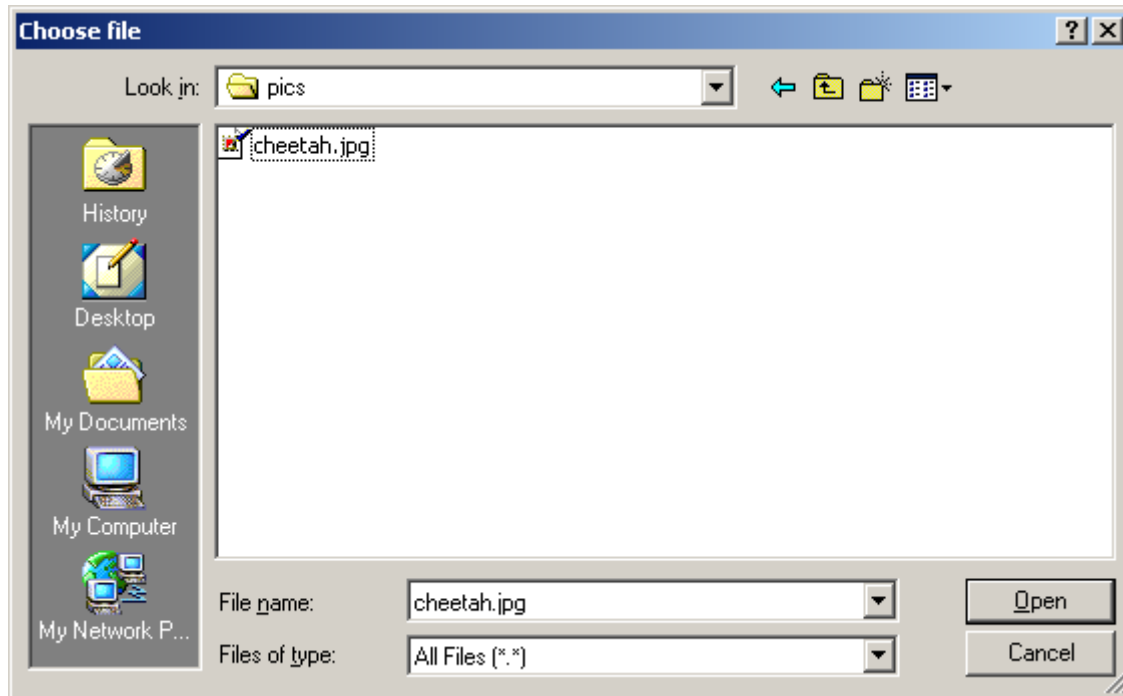 Choose file
Look in: pics
cheetah.jpg
History
Desktop
My Documents
My Computer
My Network P...
File name: cheetah.jpg Open
Files of type: All Files (*.*) Cancel